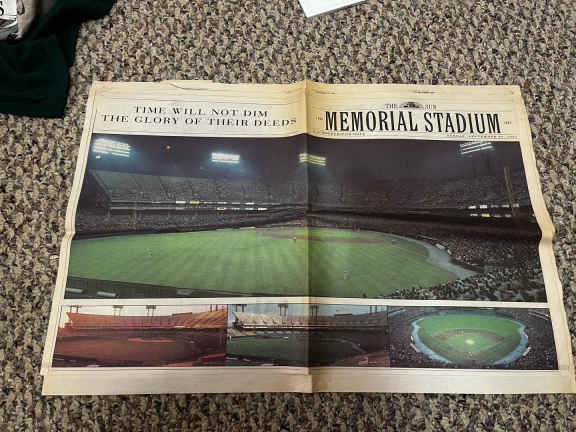 TIME WILL NOT DIM
THE GLORY OF THEIR DEEDS
THE SUN
MEMORIAL STADIUM